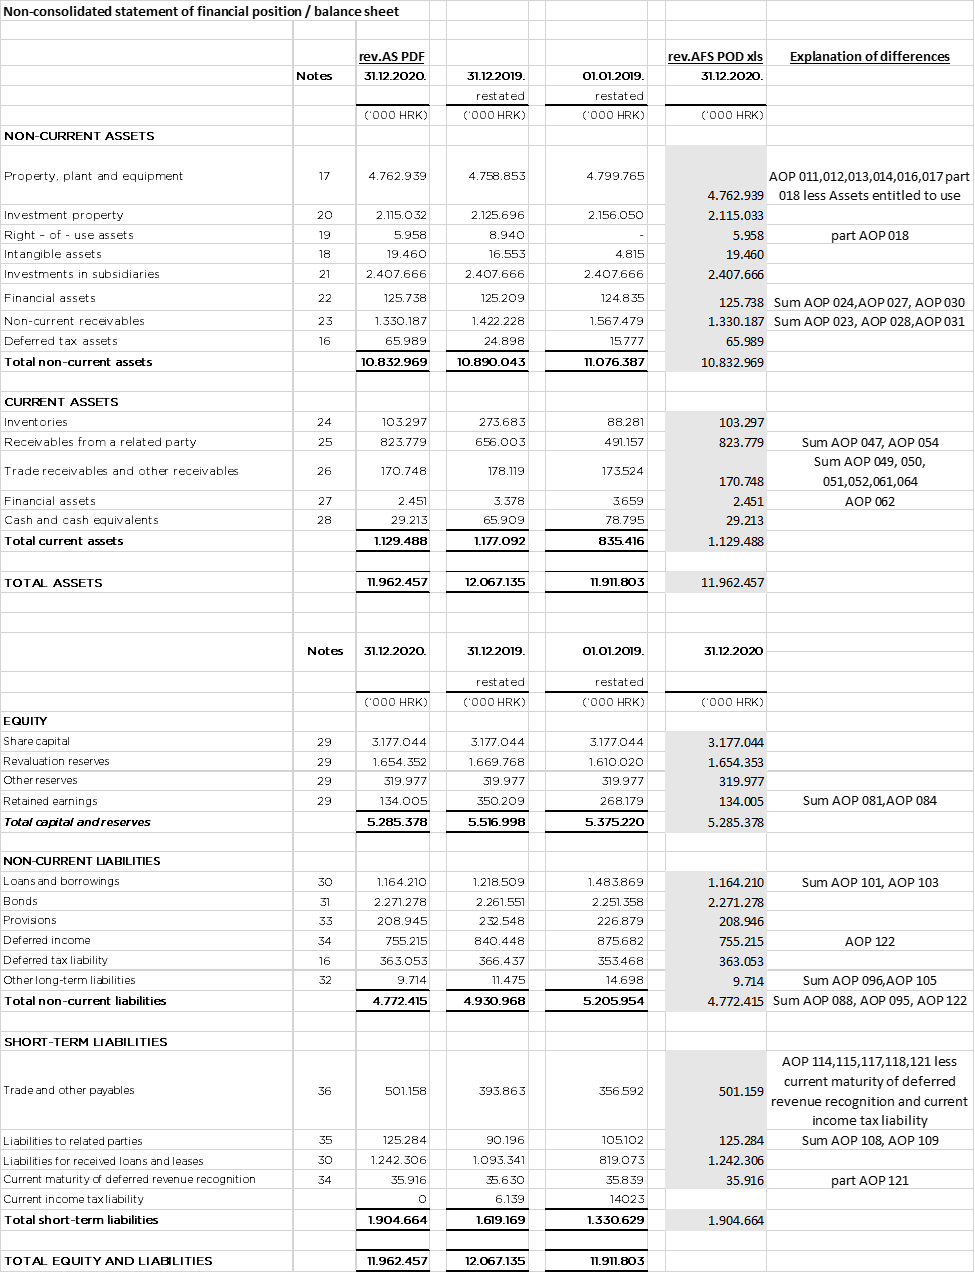 Non-consolidated statement of financial position / balance sheet
rev.AS PDF rev.AFS POD xls Explanation of differences
Notes 31.12.2020. 31.12.2019. 01.01.2019. 31.12.2020.
restated restated
('000 HRK) ('000 HRK) ('000 HRK) ('000 HRK)
NON-CURRENT ASSETS
Property, plant and equipment 17 4.762.939 4.758.853 4.799.765 4.762.939 AOP 011,012,013,014,016,017 part
018 less Assets entitled to use
Investment property 20 2.115.032 2.125.696 2.156.050 2.115.033
Right - of - use assets 19 5.958 8.940 - 5.958 part AOP 018
Intangible assets 18 19.460 16.553 4.815 19.460
Investments in subsidiaries 21 2.407.666 2.407.666 2.407.666 2.407.666
Financial assets 22 125.738 125.209 124.835 125.738 Sum AOP 024,AOP 027, AOP 030
Non-current receivables 23 1.330.187 1.422.228 1.567.479 1.330.187 Sum AOP 023, AOP 028,AOP 031
Deferred tax assets 16 65.989 24.898 15.777 65.989
Total non-current assets 10.832.969 10.890.043 11.076.387 10.832.969
CURRENT ASSETS
Inventories 24 103.297 273.683 88.281 103.297
Receivables from a related party 25 823.779 656.003 491.157 823.779 Sum AOP 047, AOP 054
Trade receivables and other receivables 26 170.748 178.119 173.524 170.748 Sum AOP 049, 050,
051,052,061,064
Financial assets 27 2.451 3.378 3.659 2.451 AOP 062
Cash and cash equivalents 28 29.213 65.909 78.795 29.213
Total current assets 1.129.488 1.177.092 835.416 1.129.488
TOTAL ASSETS 11.962.457 12.067.135 11.911.803 11.962.457
Notes 31.12.2020. 31.12.2019. 01.01.2019. 31.12.2020
restated restated
('000 HRK) ('000 HRK) ('000 HRK) ('000 HRK)
EQUITY
Share capital 29 3.177.044 3.177.044 3.177.044 3.177.044
Revaluation reserves 29 1.654.352 1.669.768 1.610.020 1.654.353
Other reserves 29 319.977 319.977 319.977 319.977
Retained earnings 29 134.005 350.209 268.179 134.005 Sum AOP 081,AOP 084
Total capital and reserves 5.285.378 5.516.998 5.375.220 5.285.378
NON-CURRENT LIABILITIES
Loans and borrowings 30 1.164.210 1.218.509 1.483.869 1.164.210 Sum AOP 101, AOP 103
Bonds 31 2.271.278 2.261.551 2.251.358 2.271.278
Provisions 33 208.945 232.548 226.879 208.946
Deferred income 34 755.215 840.448 875.682 755.215 AOP 122
Deferred tax liability 16 363.053 366.437 353.468 363.053
Other long-term liabilities 32 9.714 11.475 14.698 9.714 Sum AOP 096,AOP 105
Total non-current liabilities 4.772.415 4.930.968 5.205.954 4.772.415 Sum AOP 088, AOP 095, AOP 122
SHORT-TERM LIABILITIES
Trade and other payables 36 501.158 393.863 356.592 501.159 AOP 114,115,117,118,121 less
current maturity of deferred
revenue recognition and current
income tax liability
Liabilities to related parties 35 125.284 90.196 105.102 125.284 Sum AOP 108, AOP 109
Liabilities for received loans and leases 30 1.242.306 1.093.341 819.073 1.242.306
Current maturity of deferred revenue recognition 34 35.916 35.630 35.839 35.916 part AOP 121
Current income tax liability 0 6.139 14023
Total short-term liabilities 1.904.664 1.619.169 1.330.629 1.904.664
TOTAL EQUITY AND LIABILITIES 11.962.457 12.067.135 11.911.803